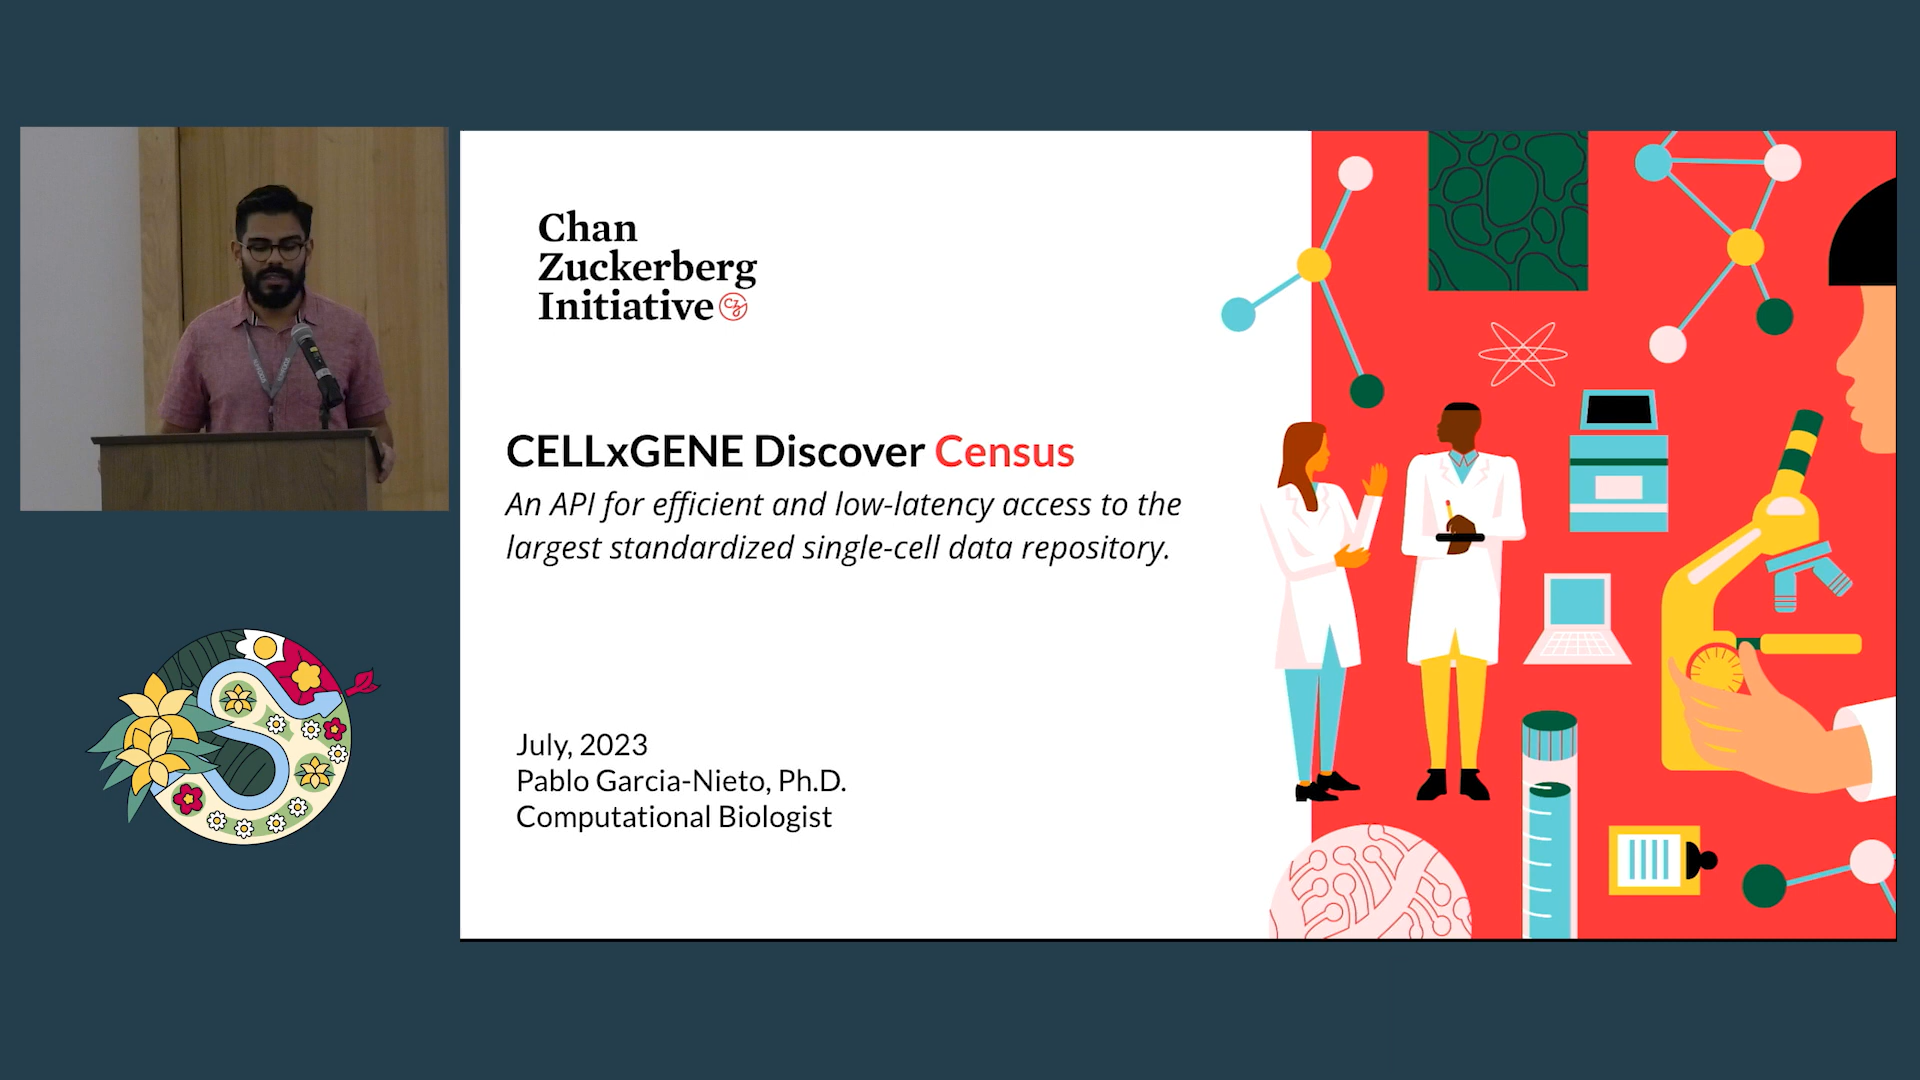 Chan
Zuckerberg
Initiative
CELLxGENE Discover Census
An API for efficient and low-latency access to the
largest standardized single-cell data repository.
July, 2023
Pablo Garcia-Nieto, Ph.D.
Computational Biologist